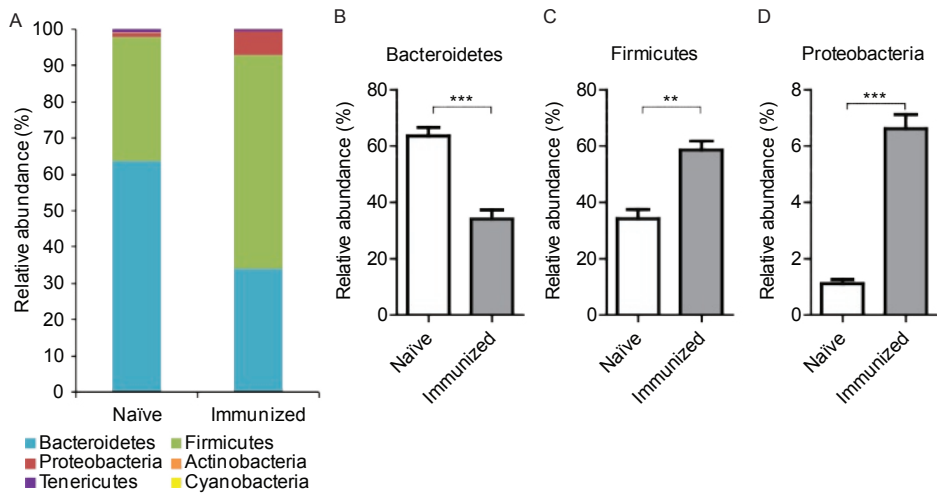 A
Relative abundance (%)
100
90
80
70
60
50
40
30
20
10
0
Naïve Immunized
Bacteroidetes Firmicutes
Proteobacteria Actinobacteria
Tenericutes Cyanobacteria
B
Bacteroidetes
Relative abundance (%)
80
60
40
20
0
***
Naïve
Immunized
C
Firmicutes
Relative abundance (%)
80
60
40
20
0
**
Naïve
Immunized
D
Proteobacteria
Relative abundance (%)
8
6
4
2
0
***
Naïve
Immunized